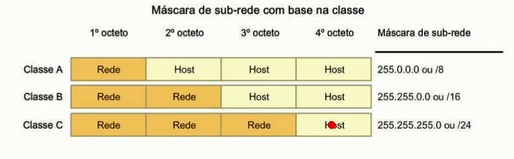 Máscara de sub-rede com base na classe
1º octeto 2º octeto 3º octeto 4º octeto Máscara de sub-rede
Classe A Rede Host Host Host 255.0.0.0 ou /8
Classe B Rede Rede Host Host 255.255.0.0 ou /16
Classe C Rede Rede Rede Host 255.255.255.0 ou /24